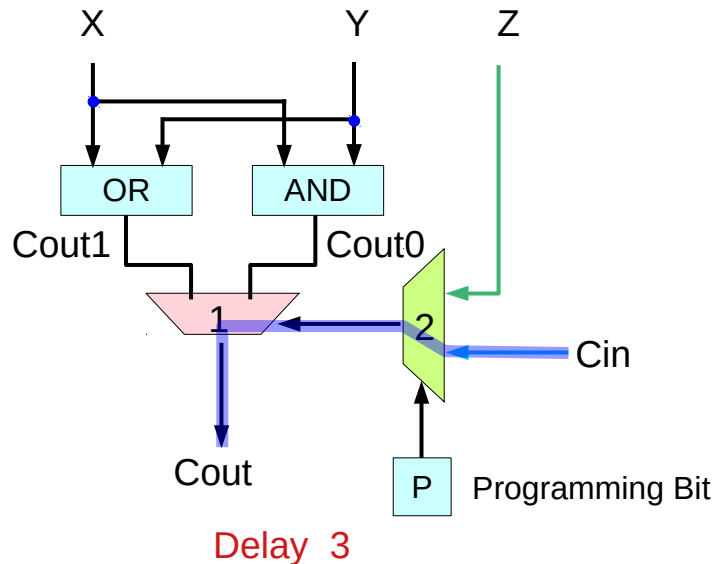 X Y Z
OR AND
Cout1 Cout0
1 2
Cin
Cout
P Programming Bit
Delay 3